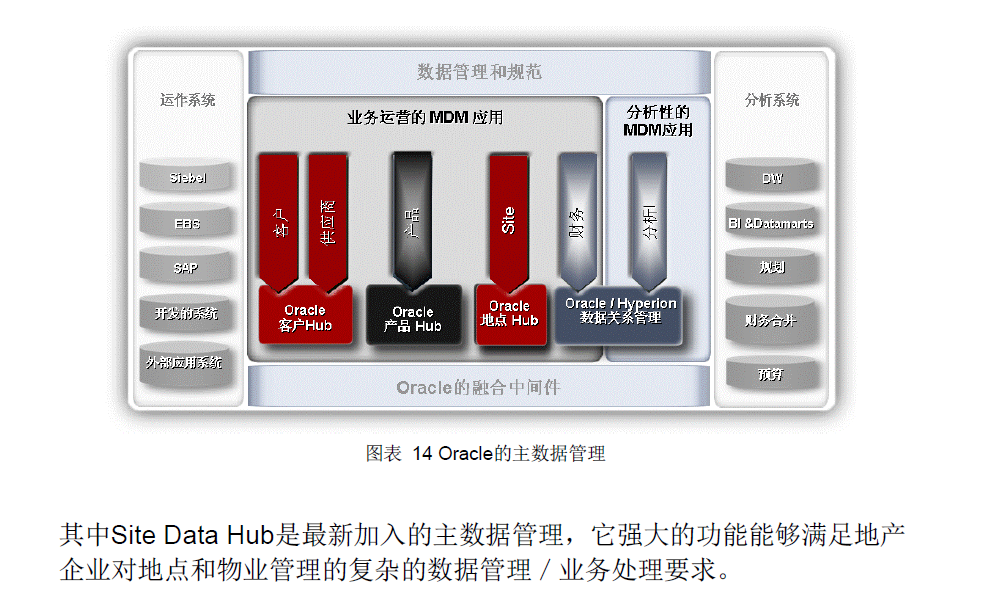 数据管理和规范
运作系统
Siebel
EBS
SAP
开发的系统
外部应用系统
业务运营的 MDM 应用
客户
供应商
产品
Site
财务
Oracle
客户Hub
Oracle
产品 Hub
Oracle
地点 Hub
Oracle / Hyperion
数据关系管理
分析性的
MDM应用
分析I
分析系统
DW
BI &Datamarts
规划
财务合并
预算
Oracle的融合中间件
图表 14 Oracle的主数据管理
其中Site Data Hub是最新加入的主数据管理，它强大的功能能够满足地产
企业对地点和物业管理的复杂的数据管理 / 业务处理要求。